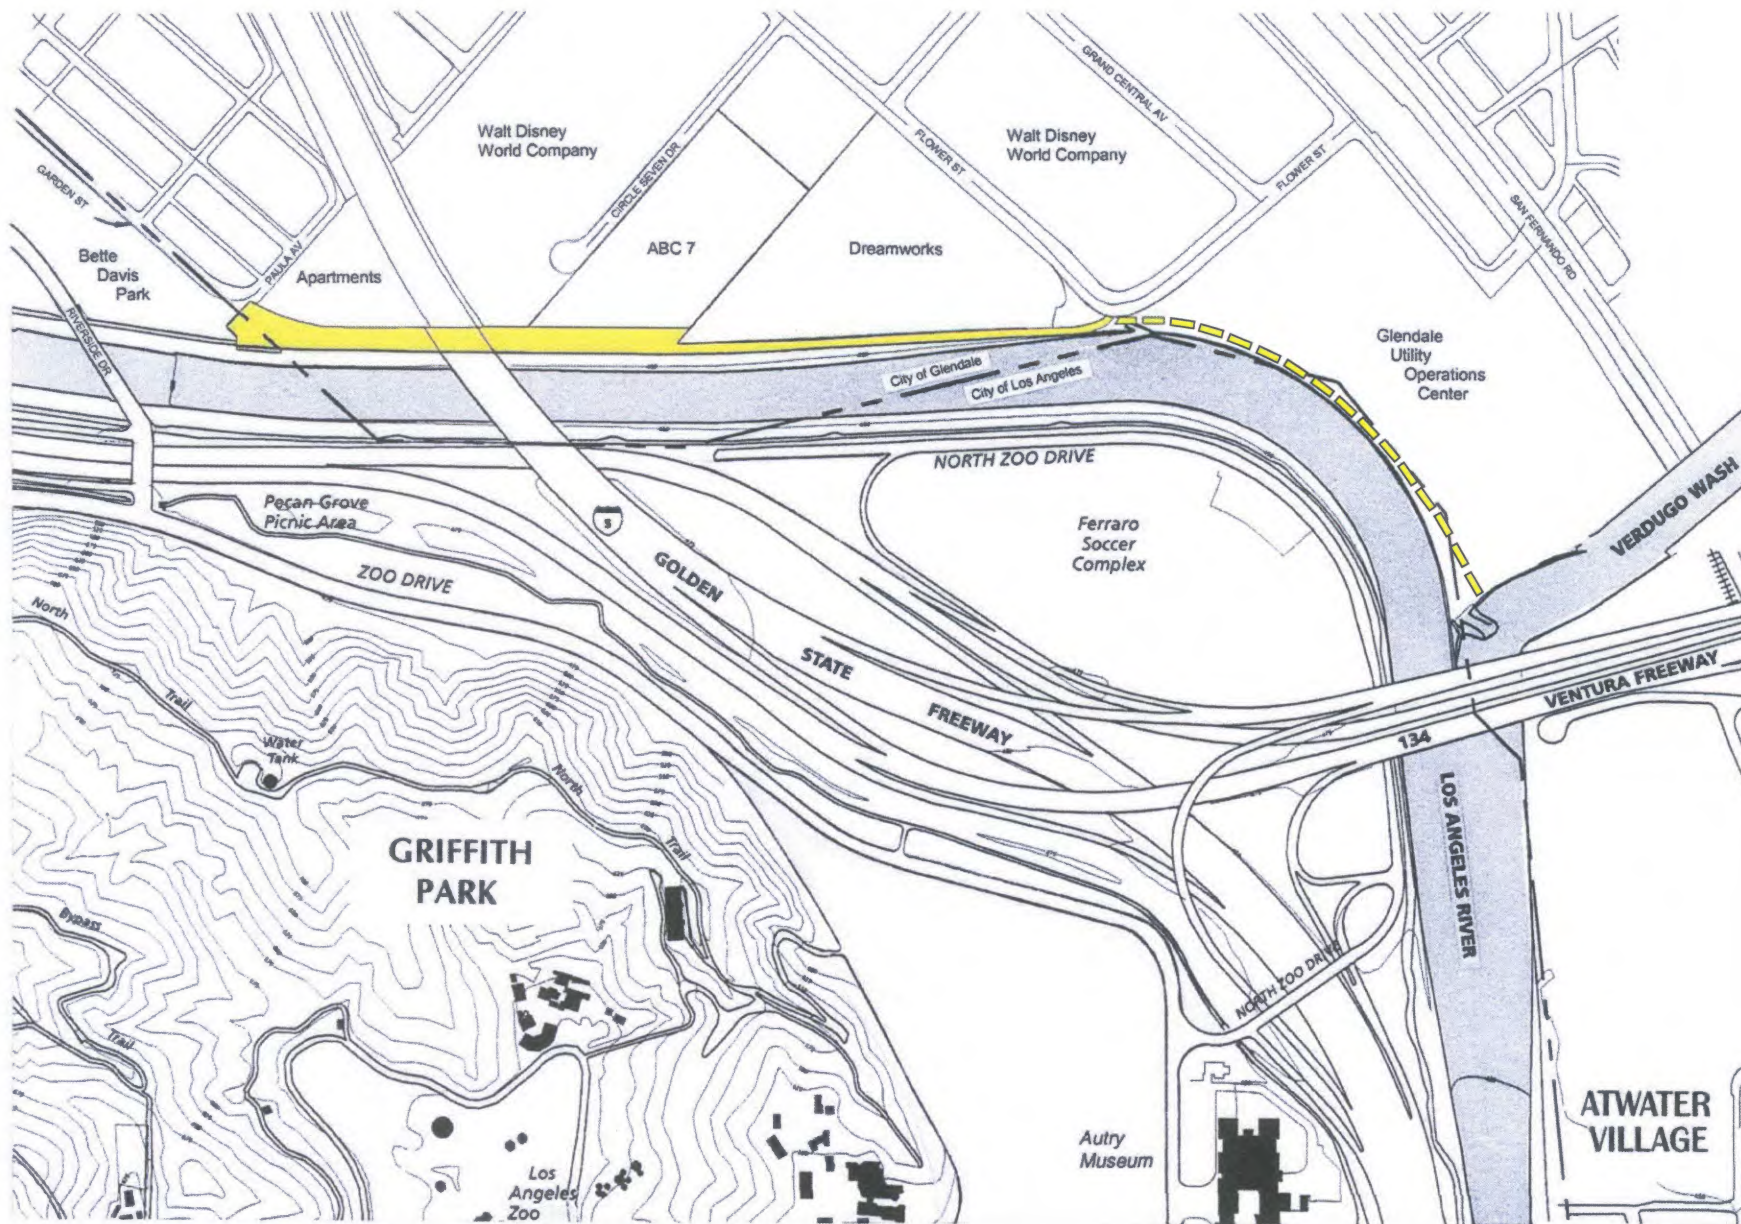 GRAND CENTRAL AV
Walt Disney
World Company
CIRCLE SEVEN DR
FLOWER ST
Walt Disney
World Company
FLOWER ST
GARDEN ST
SAN FERNANDO RD
Bette
Davis
Park
PAULA AV
Apartments
ABC 7
Dreamworks
RIVERSIDE DR
Glendale
Utility
Operations
Center
City of Glendale
City of Los Angeles
NORTH ZOO DRIVE
VERDUGO WASH
Pecan Grove
Picnic Area
5
Ferraro
Soccer
Complex
ZOO DRIVE
GOLDEN
STATE
FREEWAY
North
Trail
VENTURA FREEWAY
134
Water
Tank
North
Trail
LOS ANGELES RIVER
GRIFFITH
PARK
Bypass
Trail
NORTH ZOO DRIVE
ATWATER
VILLAGE
Autry
Museum
Los
Angeles
Zoo